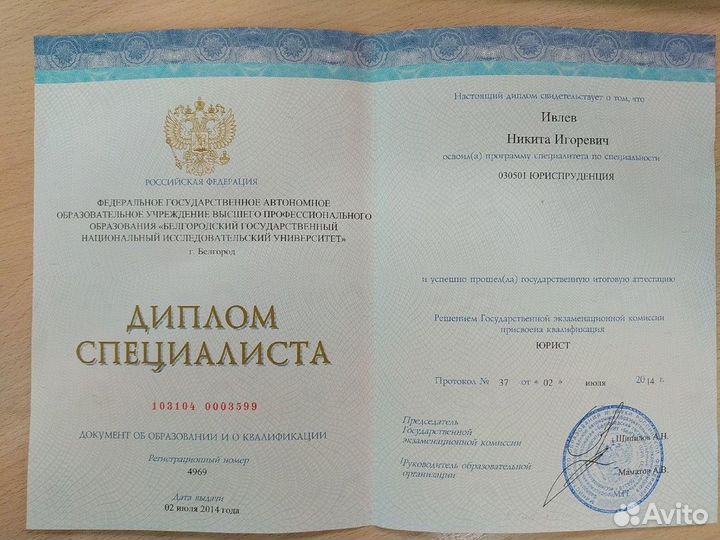 РОССИЙСКАЯ ФЕДЕРАЦИЯ
ФЕДЕРАЛЬНОЕ ГОСУДАРСТВЕННОЕ АВТОНОМНОЕ
ОБРАЗОВАТЕЛЬНОЕ УЧРЕЖДЕНИЕ ВЫСШЕГО ПРОФЕССИОНАЛЬНОГО
ОБРАЗОВАНИЯ «БЕЛГОРОДСКИЙ ГОСУДАРСТВЕННЫЙ
НАЦИОНАЛЬНЫЙ ИССЛЕДОВАТЕЛЬСКИЙ УНИВЕРСИТЕТ»
г. Белгород
ДИПЛОМ
СПЕЦИАЛИСТА
103104 0003599
ДОКУМЕНТ ОБ ОБРАЗОВАНИИ И О КВАЛИФИКАЦИИ
Регистрационный номер
4969
Дата выдачи
02 июля 2014 года
Настоящий диплом свидетельствует о том, что
Ивлев
Никита Игоревич
освоил(а) программу специалитета по специальности
030501 ЮРИСПРУДЕНЦИЯ
и успешно прошел(ла) государственную итоговую аттестацию
Решением Государственной экзаменационной комиссии
присвоена квалификация
ЮРИСТ
Протокол № 37 от « 02 » июля 2014 г.
Председатель
Государственной
экзаменационной комиссии
Шипилов А.Н.
Руководитель образовательной
организации
Маматов А.В.
М.П.
Avito